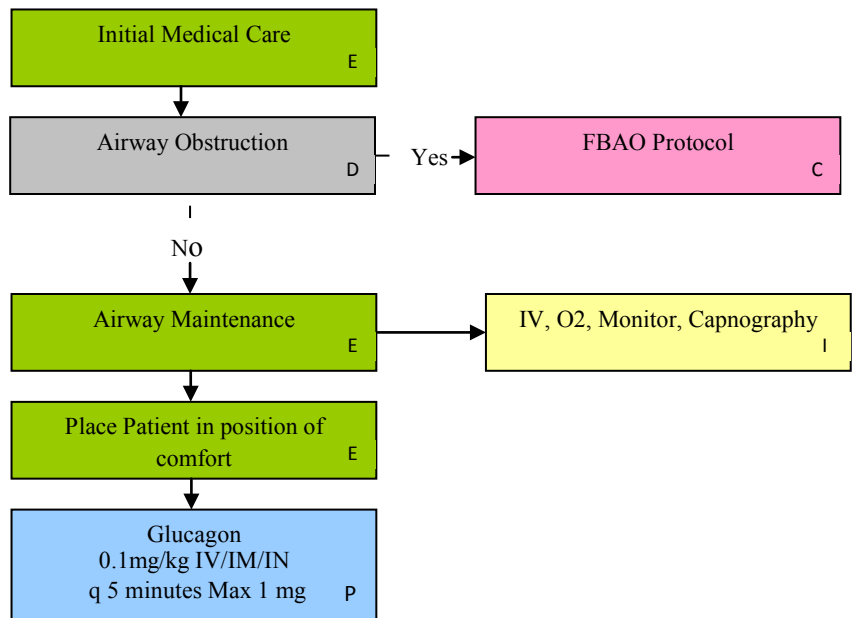 Initial Medical Care
E
Airway Obstruction
D
Yes
FBAO Protocol
C
No
Airway Maintenance
E
IV, O2, Monitor, Capnography
I
Place Patient in position of
comfort
E
Glucagon
0.1mg/kg IV/IM/IN
q 5 minutes Max 1 mg
P